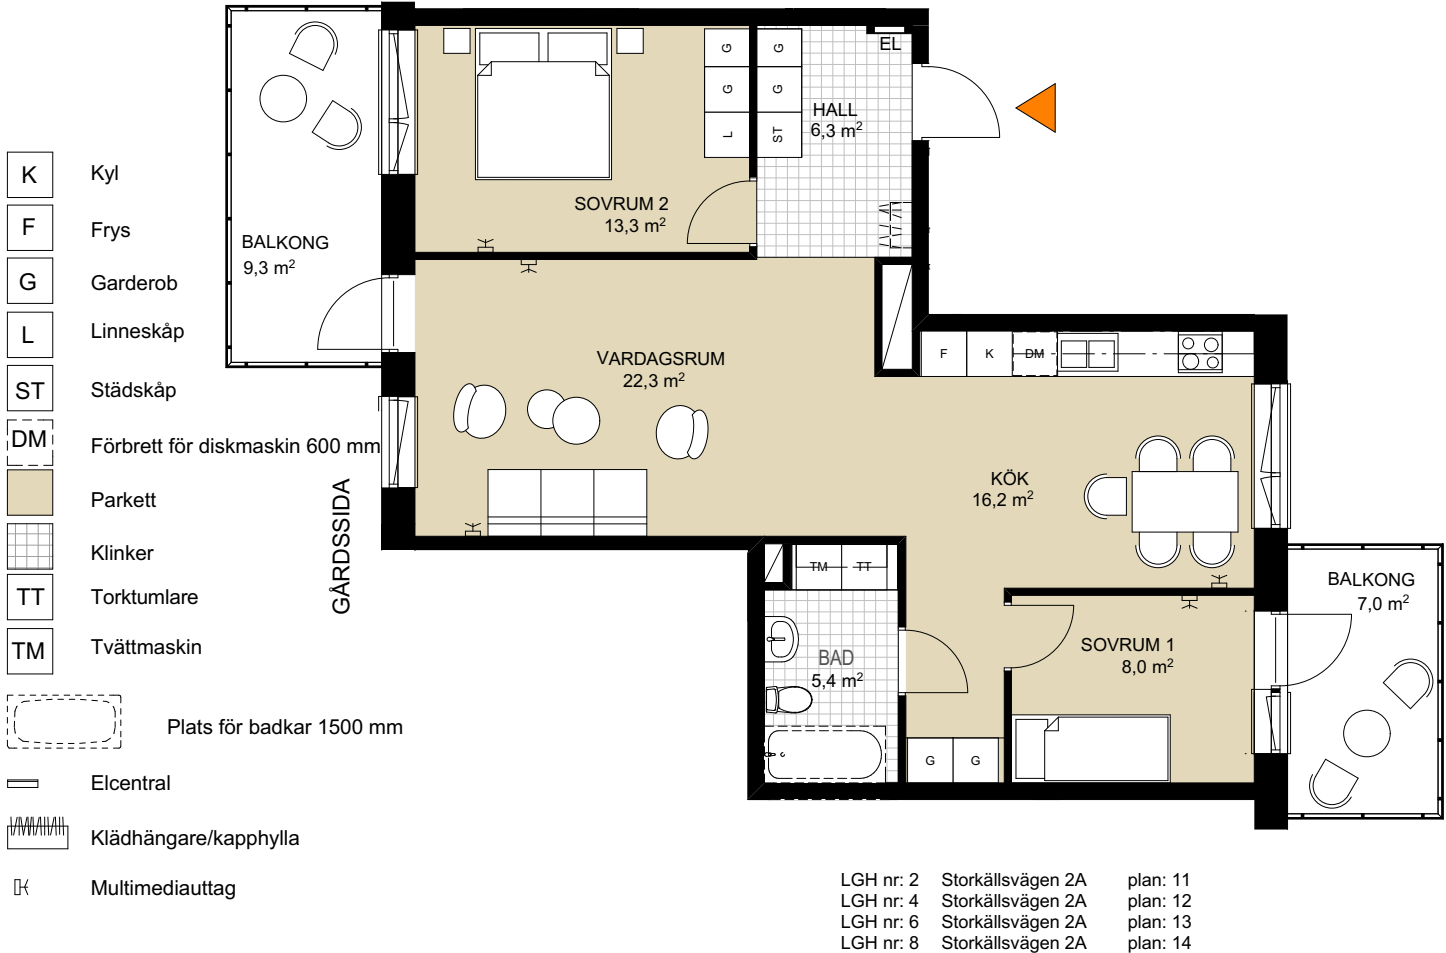 K Kyl
F Frys
G Garderob
L Linneskåp
ST Städskåp
DM Förbrett för diskmaskin 600 mm
Parkett
Klinker
TT Torktumlare
TM Tvättmaskin
Plats för badkar 1500 mm
Elcentral
Klädhängare/kapphylla
Multimediauttag
GÅRDSSIDA
BALKONG
9,3 m²
SOVRUM 2
13,3 m²
G
G
L
G
G
ST
EL
HALL
6,3 m²
VARDAGSRUM
22,3 m²
F K DM
KÖK
16,2 m²
TM TT
BAD
5,4 m²
G G
SOVRUM 1
8,0 m²
BALKONG
7,0 m²
LGH nr: 2 Storkällsvägen 2A plan: 11
LGH nr: 4 Storkällsvägen 2A plan: 12
LGH nr: 6 Storkällsvägen 2A plan: 13
LGH nr: 8 Storkällsvägen 2A plan: 14